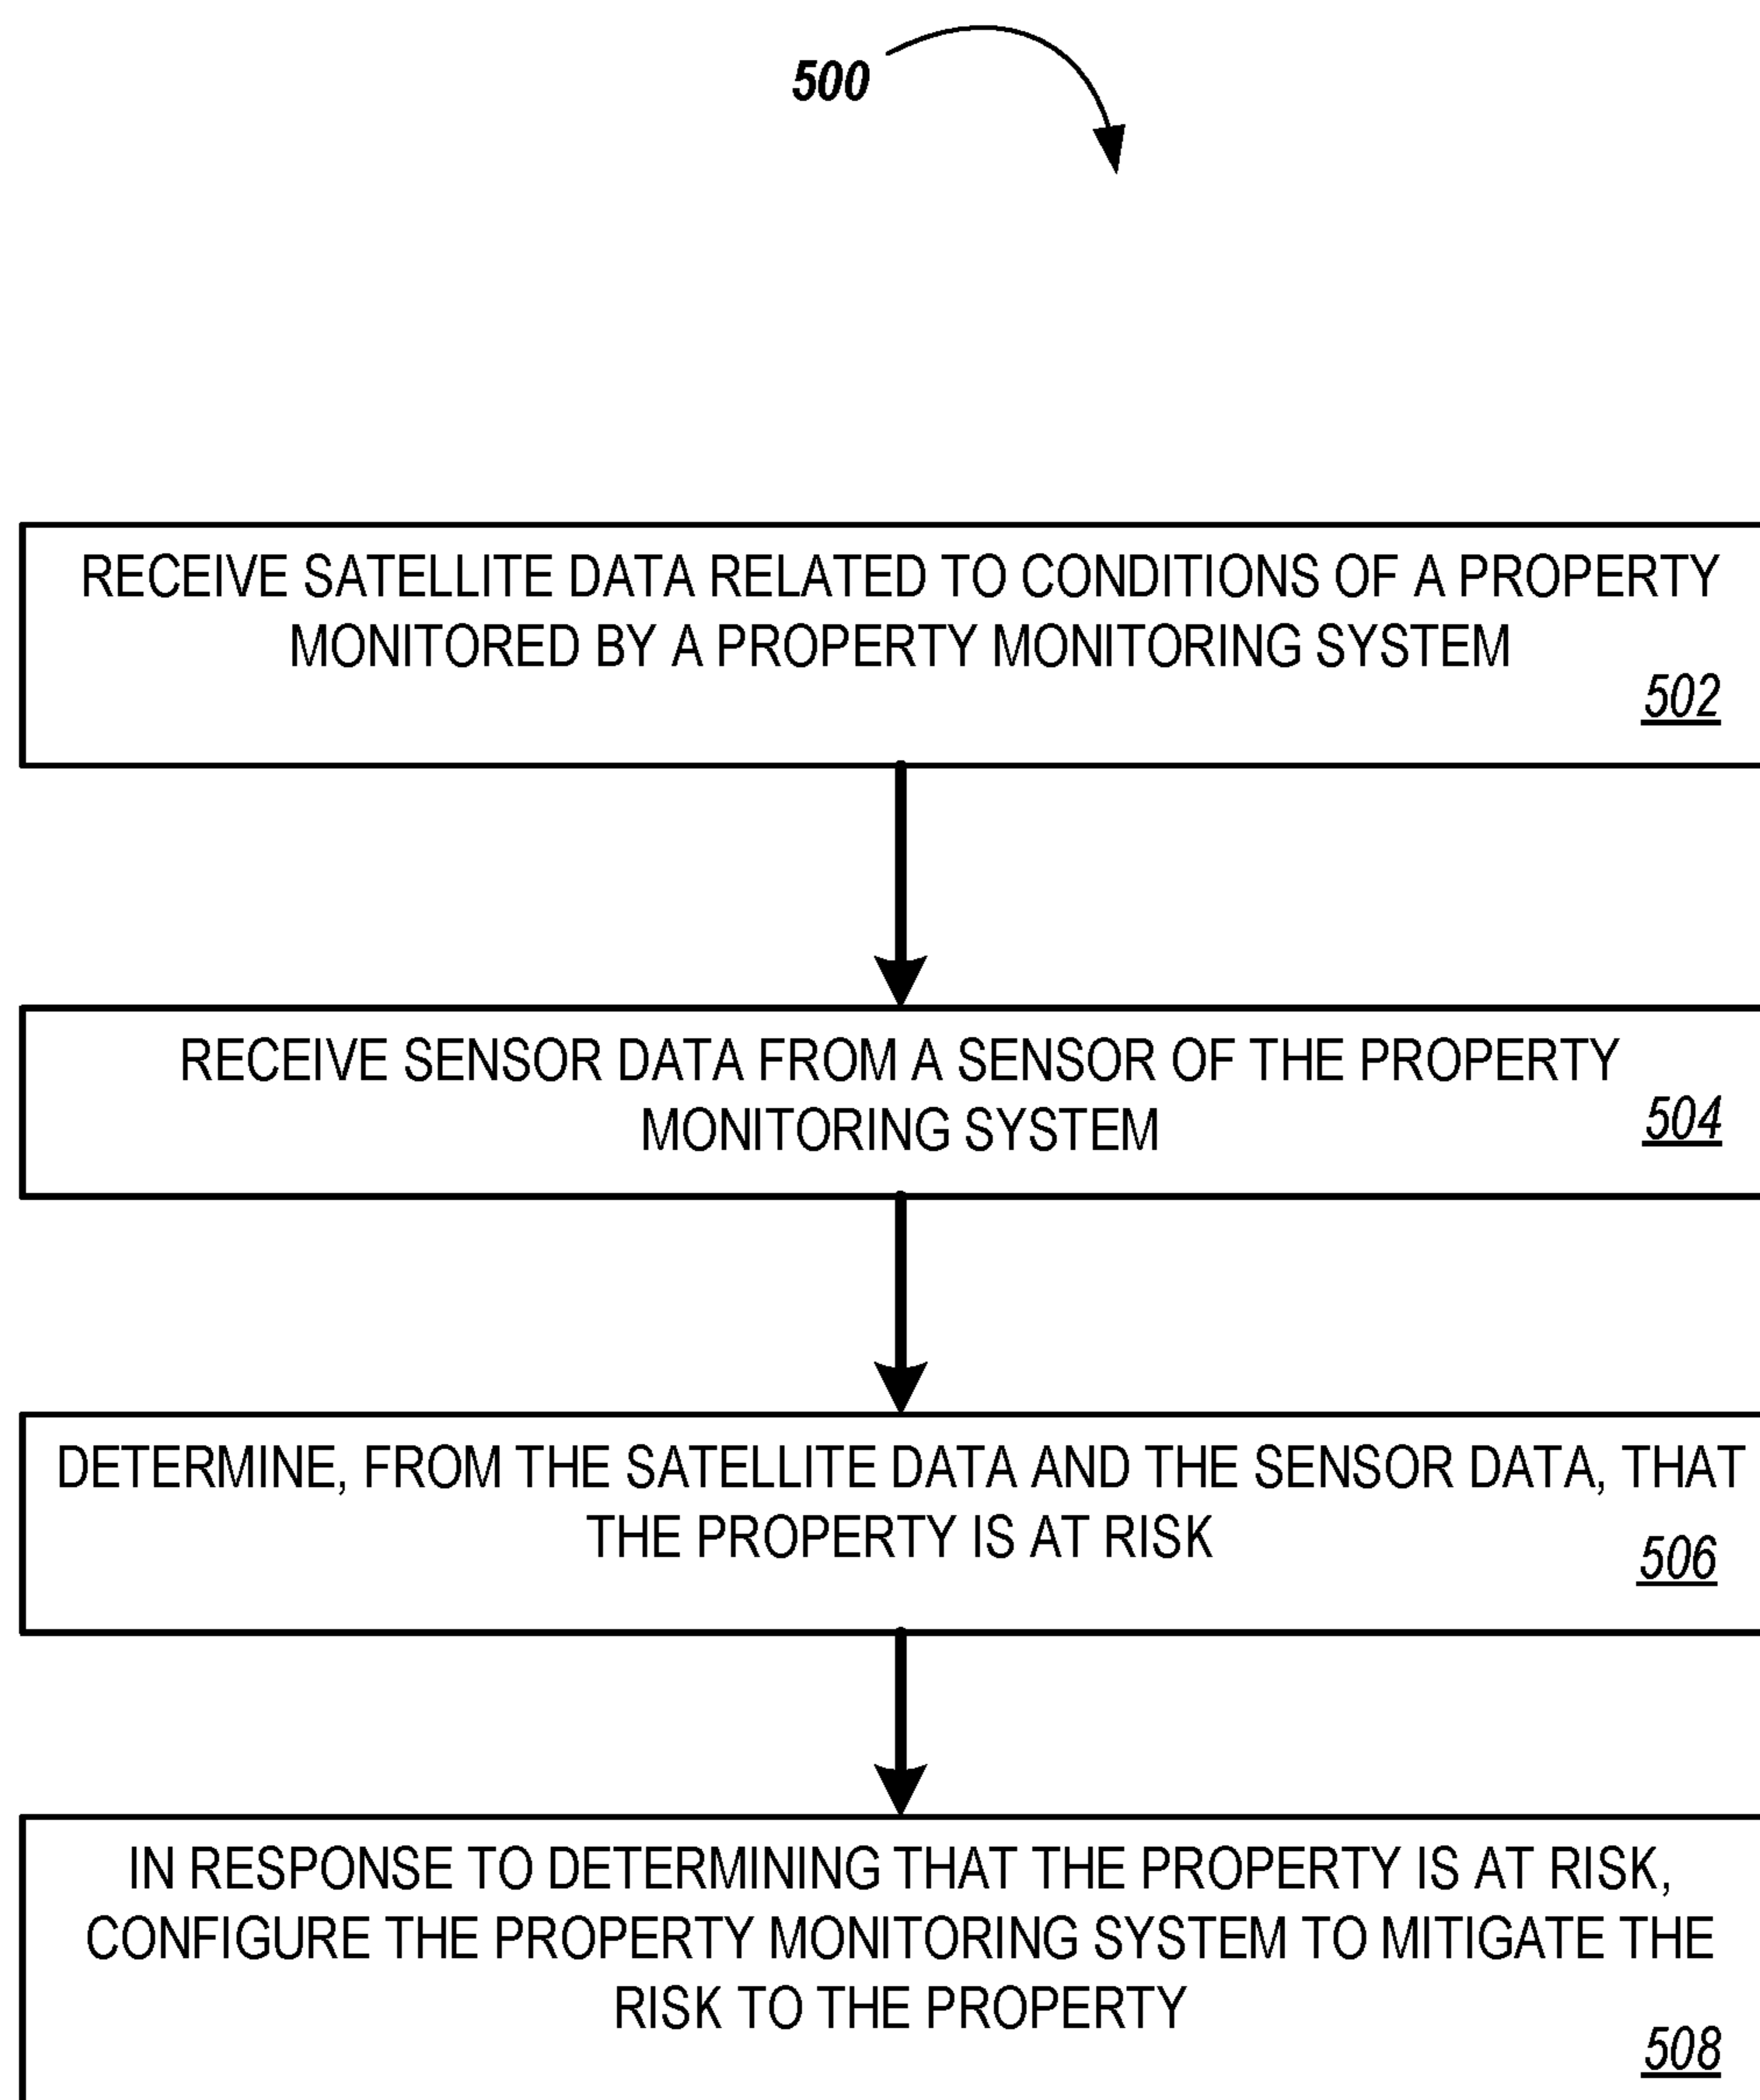 500
RECEIVE SATELLITE DATA RELATED TO CONDITIONS OF A PROPERTY
MONITORED BY A PROPERTY MONITORING SYSTEM
502
RECEIVE SENSOR DATA FROM A SENSOR OF THE PROPERTY
MONITORING SYSTEM
504
DETERMINE, FROM THE SATELLITE DATA AND THE SENSOR DATA, THAT
THE PROPERTY IS AT RISK
506
IN RESPONSE TO DETERMINING THAT THE PROPERTY IS AT RISK,
CONFIGURE THE PROPERTY MONITORING SYSTEM TO MITIGATE THE
RISK TO THE PROPERTY
508